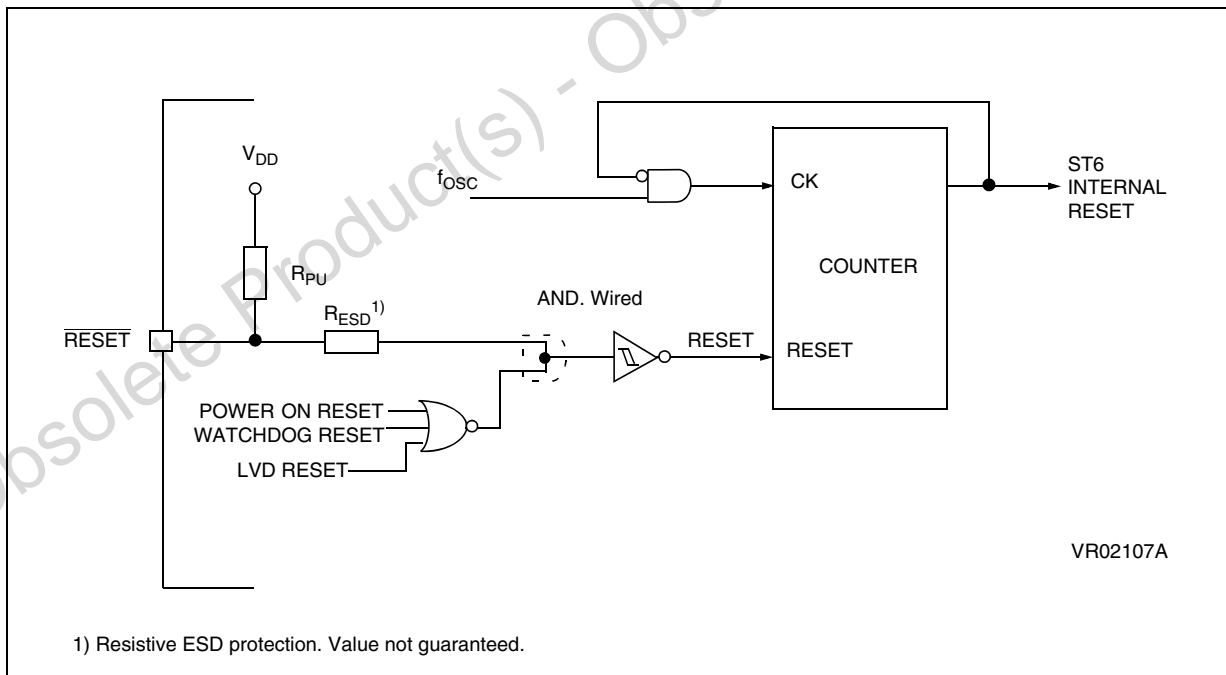 Obsolete Product(s) - Obs
V_DD
f_OSC
CK
ST6
INTERNAL
RESET
R_PU
COUNTER
AND. Wired
R_ESD 1)
RESET
RESET
RESET
POWER ON RESET
WATCHDOG RESET
LVD RESET
VR02107A
1) Resistive ESD protection. Value not guaranteed.